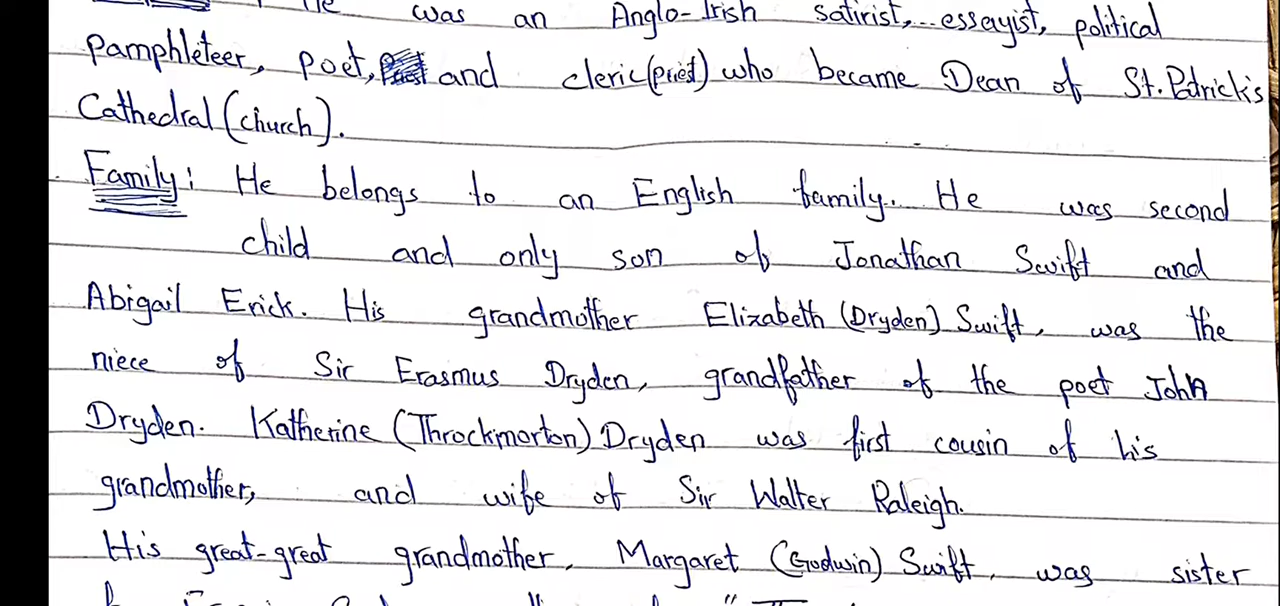 He was an Anglo-Irish satirist, essayist, political
pamphleteer, poet, and cleric (priest) who became Dean of St. Patrick's
Cathedral (church).
Family: He belongs to an English family. He was second
child and only son of Jonathan Swift and
Abigail Erick. His grandmother Elizabeth (Dryden) Swift, was the
niece of Sir Erasmus Dryden, grandfather of the poet John
Dryden. Katherine (Throckmorton) Dryden was first cousin of his
grandmother, and wife of Sir Walter Raleigh.
His great-great grandmother, Margaret (Godwin) Swift, was sister